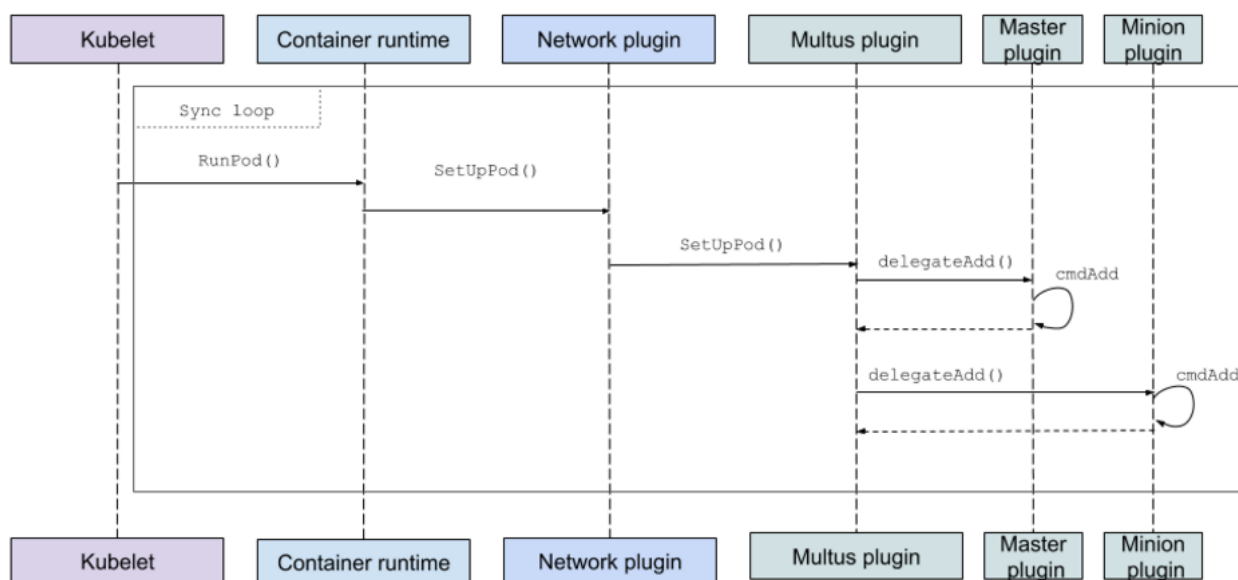 Kubelet
Container runtime
Network plugin
Multus plugin
Master
plugin
Minion
plugin
Sync loop
RunPod()
SetUpPod()
SetUpPod()
delegateAdd()
cmdAdd
delegateAdd()
cmdAdd
Kubelet
Container runtime
Network plugin
Multus plugin
Master
plugin
Minion
plugin